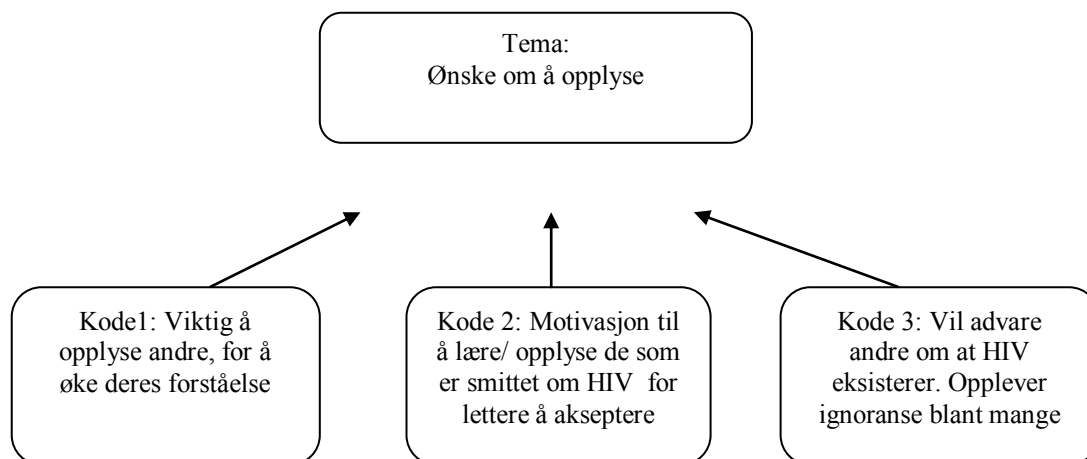 Tema:
Ønske om å opplyse
Kode1: Viktig å
opplyse andre, for å
øke deres forståelse
Kode 2: Motivasjon til
å lære/ opplyse de som
er smittet om HIV  for
lettere å akseptere
Kode 3: Vil advare
andre om at HIV
eksisterer. Opplever
ignoranse blant mange